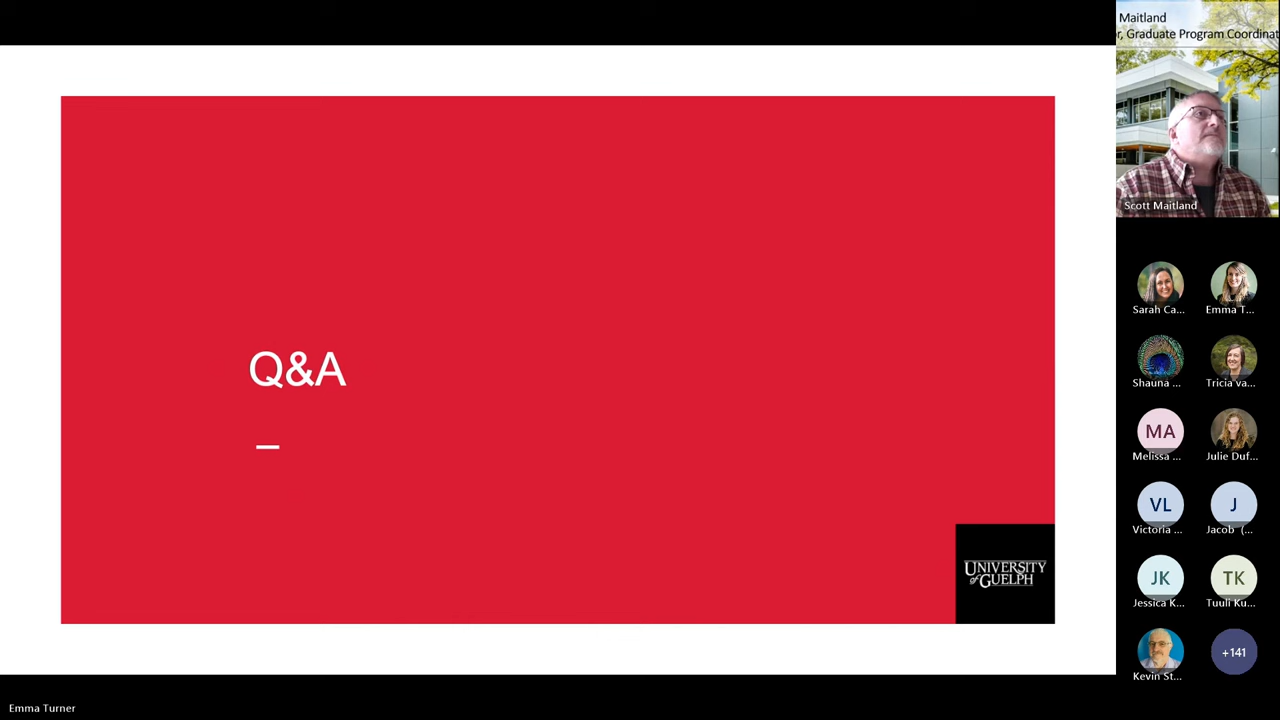 Maitland
r, Graduate Program Coordinat
Scott Maitland
Q&A
UNIVERSITY
of GUELPH
Sarah Ca...
Emma T...
Shauna ...
Tricia va...
MA
Melissa ...
Julie Duf...
VL
Victoria ...
J
Jacob (...
JK
Jessica K...
TK
Tuuli Ku...
Kevin St...
+141
Emma Turner